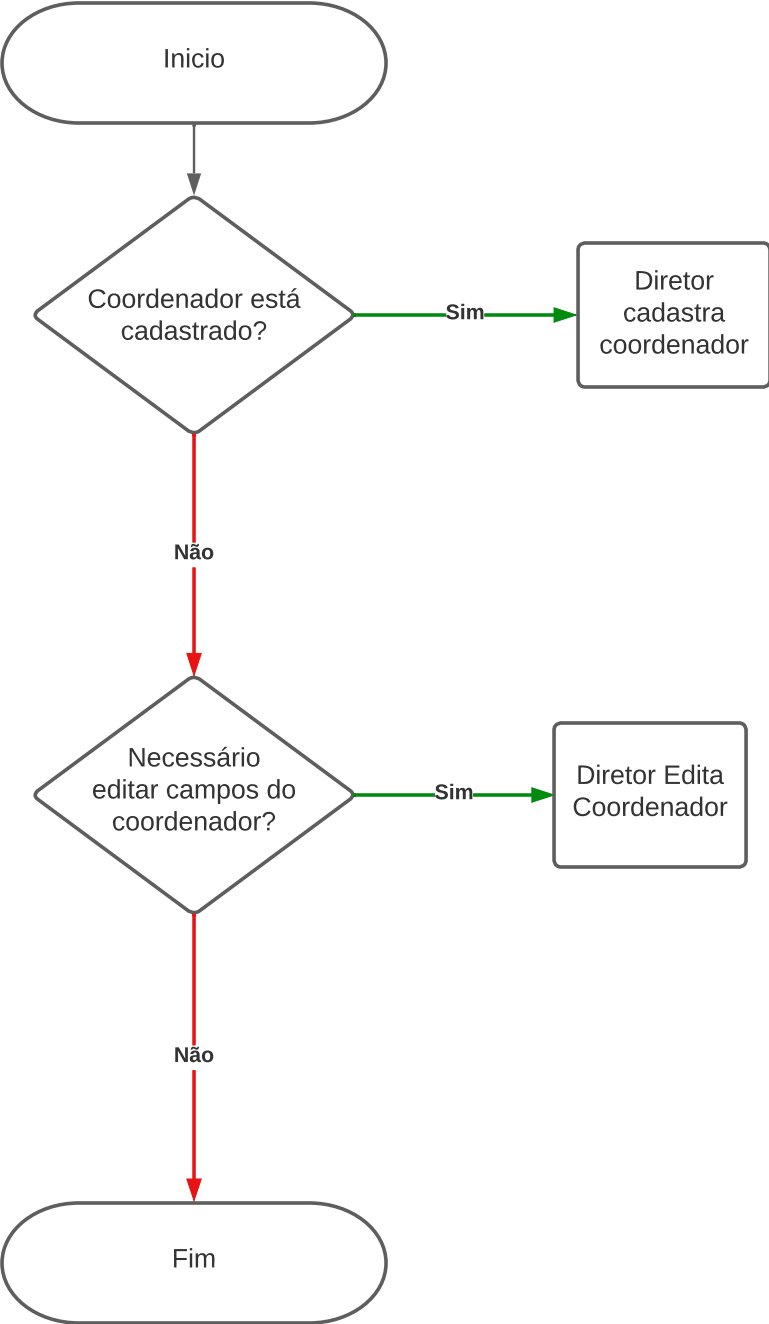 Inicio
Coordenador está
cadastrado?
Sim
Diretor
cadastra
coordenador
Não
Necessário
editar campos do
coordenador?
Sim
Diretor Edita
Coordenador
Não
Fim